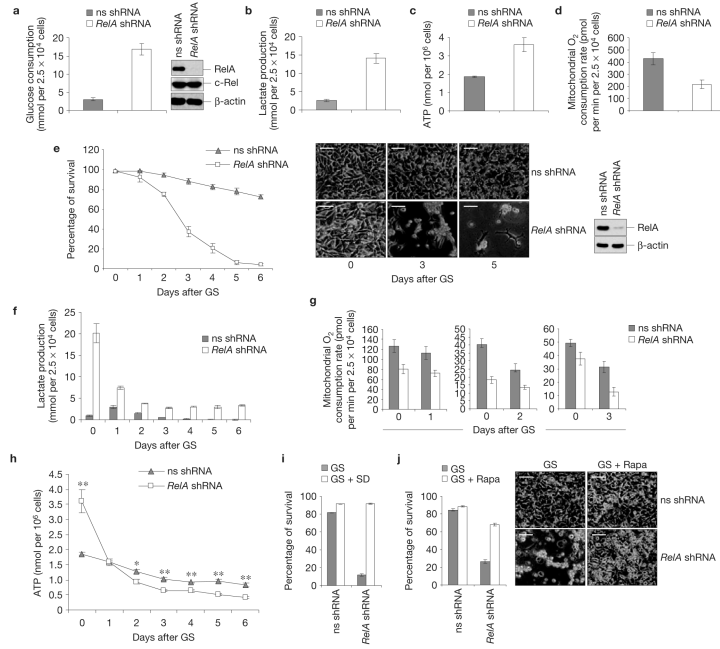 a
ns shRNA
RelA shRNA
Glucose consumption
(mmol per 2.5 × 10⁴ cells)
20
15
10
5
0
ns shRNA
RelA shRNA
RelA
c-Rel
β-actin
b
ns shRNA
RelA shRNA
Lactate production
(mmol per 2.5 × 10⁴ cells)
20
15
10
5
0
c
ns shRNA
RelA shRNA
ATP (nmol per 10⁶ cells)
5
4
3
2
1
0
d
ns shRNA
RelA shRNA
Mitochondrial O₂
consumption rate (pmol
per min per 2.5 × 10⁴ cells)
600
500
400
300
200
100
0
e
ns shRNA
RelA shRNA
Percentage of survival
120
100
80
60
40
20
0
0 1 2 3 4 5 6
Days after GS
ns shRNA
RelA shRNA
0 3 5
Days after GS
ns shRNA
RelA shRNA
RelA
β-actin
f
ns shRNA
RelA shRNA
Lactate production
(mmol per 2.5 × 10⁴ cells)
25
20
15
10
5
0
0 1 2 3 4 5 6
Days after GS
g
Mitochondrial O₂
consumption rate (pmol
per min per 2.5 × 10⁴ cells)
160
140
120
100
80
60
40
20
0
0 1
50
45
40
35
30
25
20
15
10
5
0
0 2
60
50
40
30
20
10
0
0 3
Days after GS
ns shRNA
RelA shRNA
h
ns shRNA
RelA shRNA
ATP (nmol per 10⁶ cells)
4.5
4.0
3.5
3.0
2.5
2.0
1.5
1.0
0.5
0
** * ** ** ** **
0 1 2 3 4 5 6
Days after GS
i
GS
GS + SD
Percentage of survival
100
80
60
40
20
0
ns shRNA
RelA shRNA
j
GS
GS + Rapa
Percentage of survival
100
80
60
40
20
0
ns shRNA
RelA shRNA
GS GS + Rapa
ns shRNA
RelA shRNA